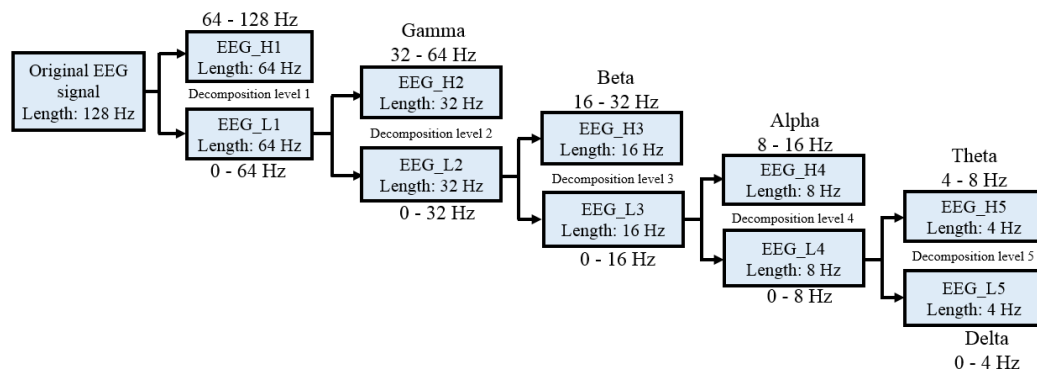 Original EEG
signal
Length: 128 Hz
64 - 128 Hz
EEG_H1
Length: 64 Hz
Decomposition level 1
EEG_L1
Length: 64 Hz
0 - 64 Hz
Gamma
32 - 64 Hz
EEG_H2
Length: 32 Hz
Decomposition level 2
EEG_L2
Length: 32 Hz
0 - 32 Hz
Beta
16 - 32 Hz
EEG_H3
Length: 16 Hz
Decomposition level 3
EEG_L3
Length: 16 Hz
0 - 16 Hz
Alpha
8 - 16 Hz
EEG_H4
Length: 8 Hz
Decomposition level 4
EEG_L4
Length: 8 Hz
0 - 8 Hz
Theta
4 - 8 Hz
EEG_H5
Length: 4 Hz
Decomposition level 5
EEG_L5
Length: 4 Hz
Delta
0 - 4 Hz